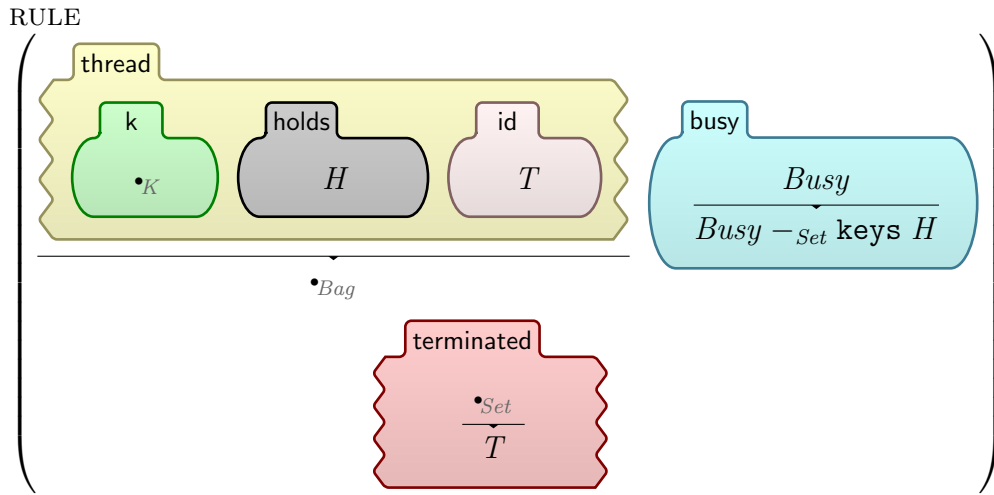 RULE
thread
k holds id busy
•K H T Busy
Busy −Set keys H
•Bag
terminated
•Set
T